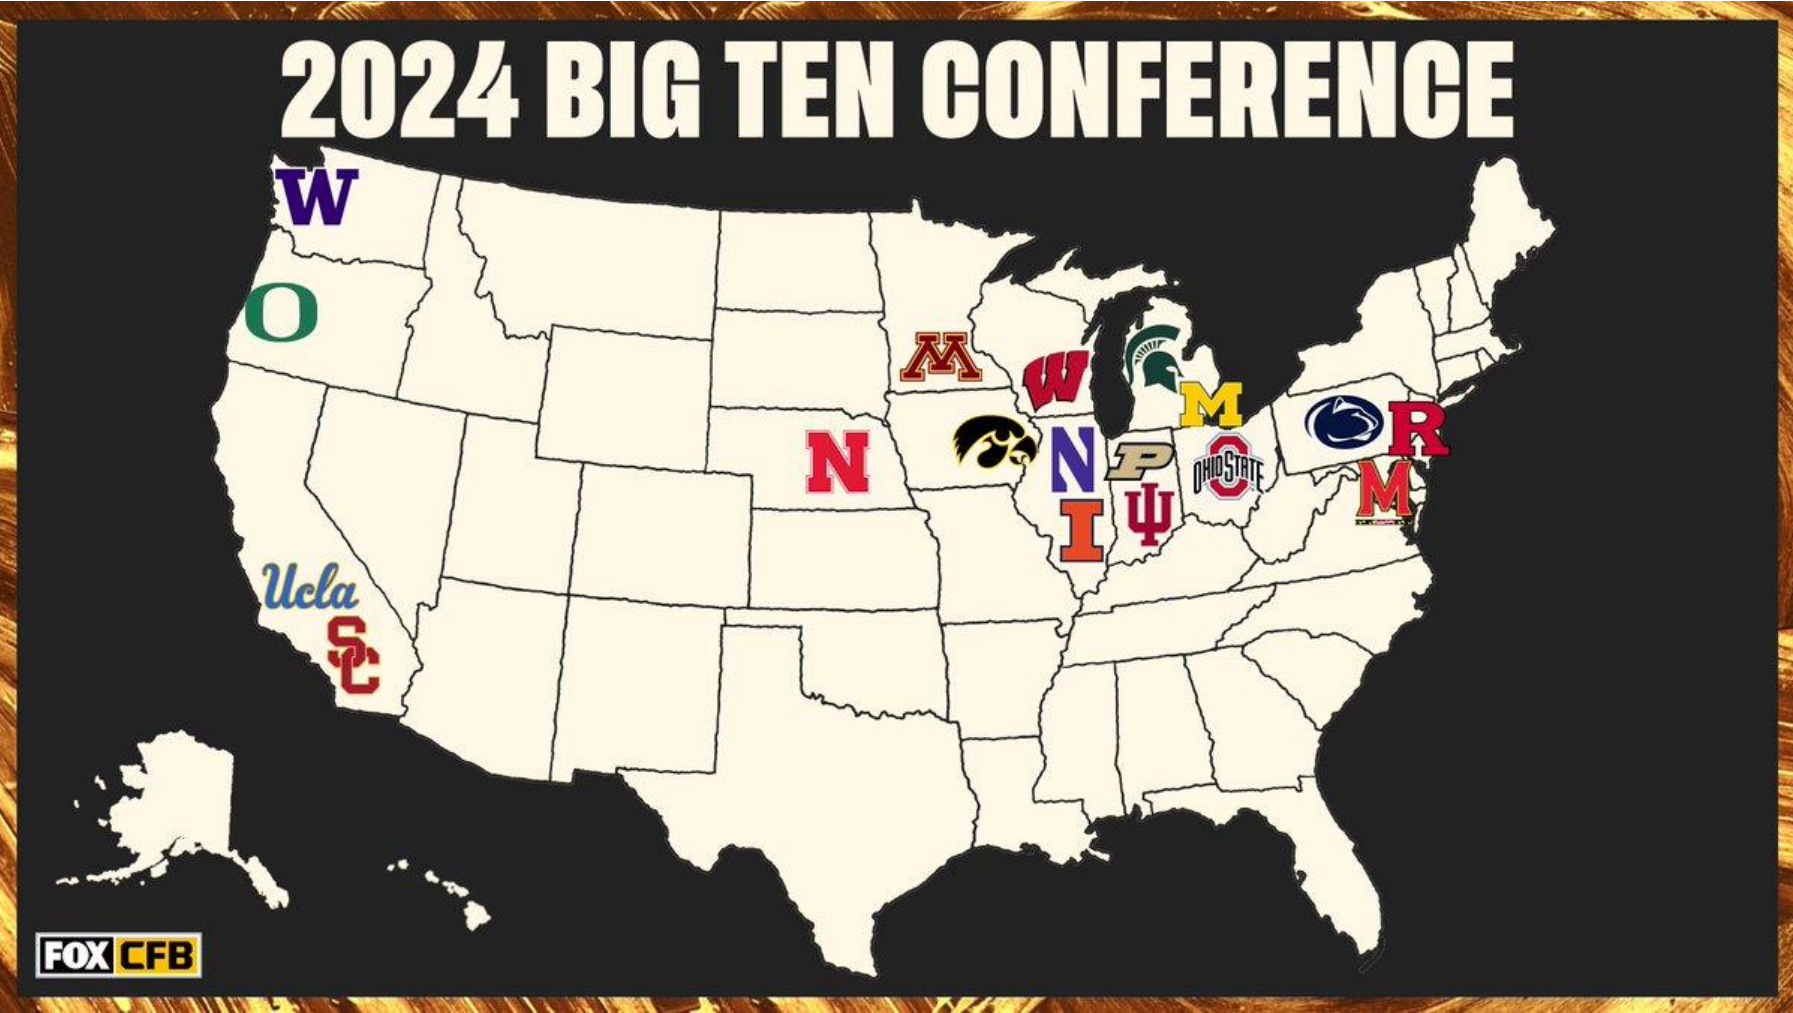 2024 BIG TEN CONFERENCE
W
O
M
W
M
N
N
P
OHIO STATE
R
M
I
Ucla
SC
FOX CFB